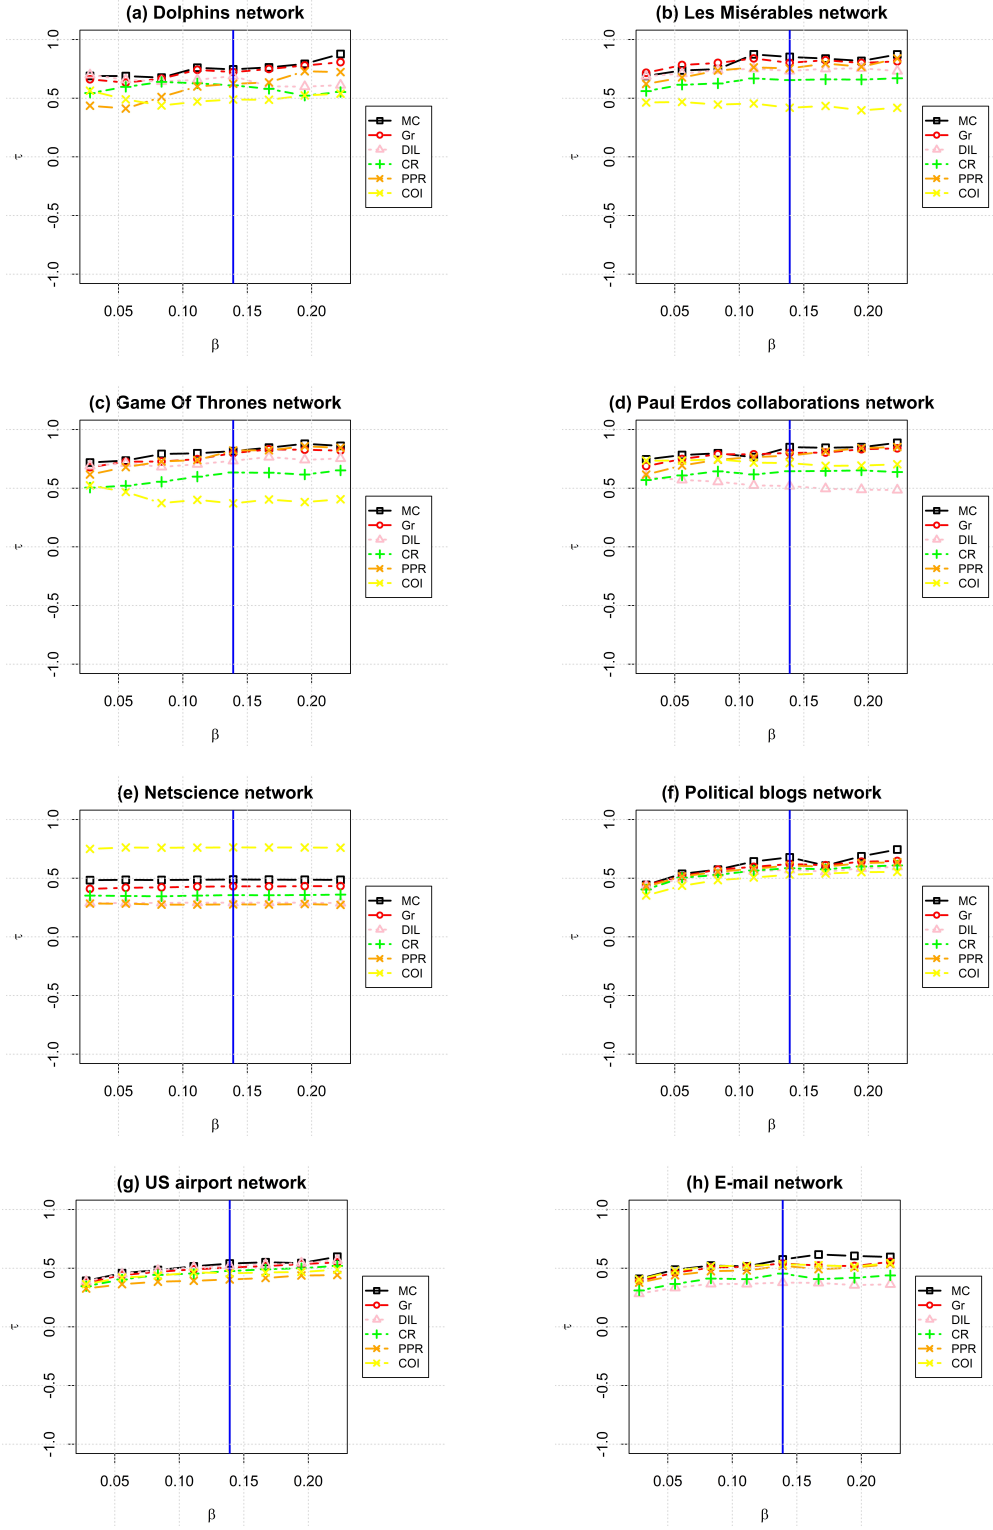 (a) Dolphins network
1.0
0.5
0.0
-0.5
-1.0
τ
0.05 0.10 0.15 0.20
β
MC
Gr
DIL
CR
PPR
COI
(b) Les Misérables network
1.0
0.5
0.0
-0.5
-1.0
τ
0.05 0.10 0.15 0.20
β
MC
Gr
DIL
CR
PPR
COI
(c) Game Of Thrones network
1.0
0.5
0.0
-0.5
-1.0
τ
0.05 0.10 0.15 0.20
β
MC
Gr
DIL
CR
PPR
COI
(d) Paul Erdos collaborations network
1.0
0.5
0.0
-0.5
-1.0
τ
0.05 0.10 0.15 0.20
β
MC
Gr
DIL
CR
PPR
COI
(e) Netscience network
1.0
0.5
0.0
-0.5
-1.0
τ
0.05 0.10 0.15 0.20
β
MC
Gr
DIL
CR
PPR
COI
(f) Political blogs network
1.0
0.5
0.0
-0.5
-1.0
τ
0.05 0.10 0.15 0.20
β
MC
Gr
DIL
CR
PPR
COI
(g) US airport network
1.0
0.5
0.0
-0.5
-1.0
τ
0.05 0.10 0.15 0.20
β
MC
Gr
DIL
CR
PPR
COI
(h) E-mail network
1.0
0.5
0.0
-0.5
-1.0
τ
0.05 0.10 0.15 0.20
β
MC
Gr
DIL
CR
PPR
COI